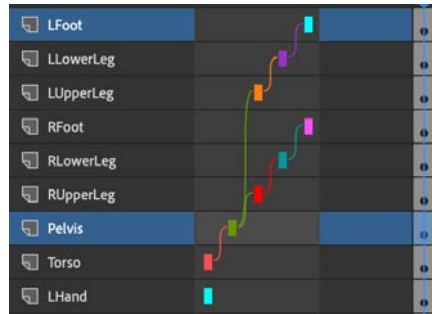 LFoot
LLowerLeg
LUpperLeg
RFoot
RLowerLeg
RUpperLeg
Pelvis
Torso
LHand